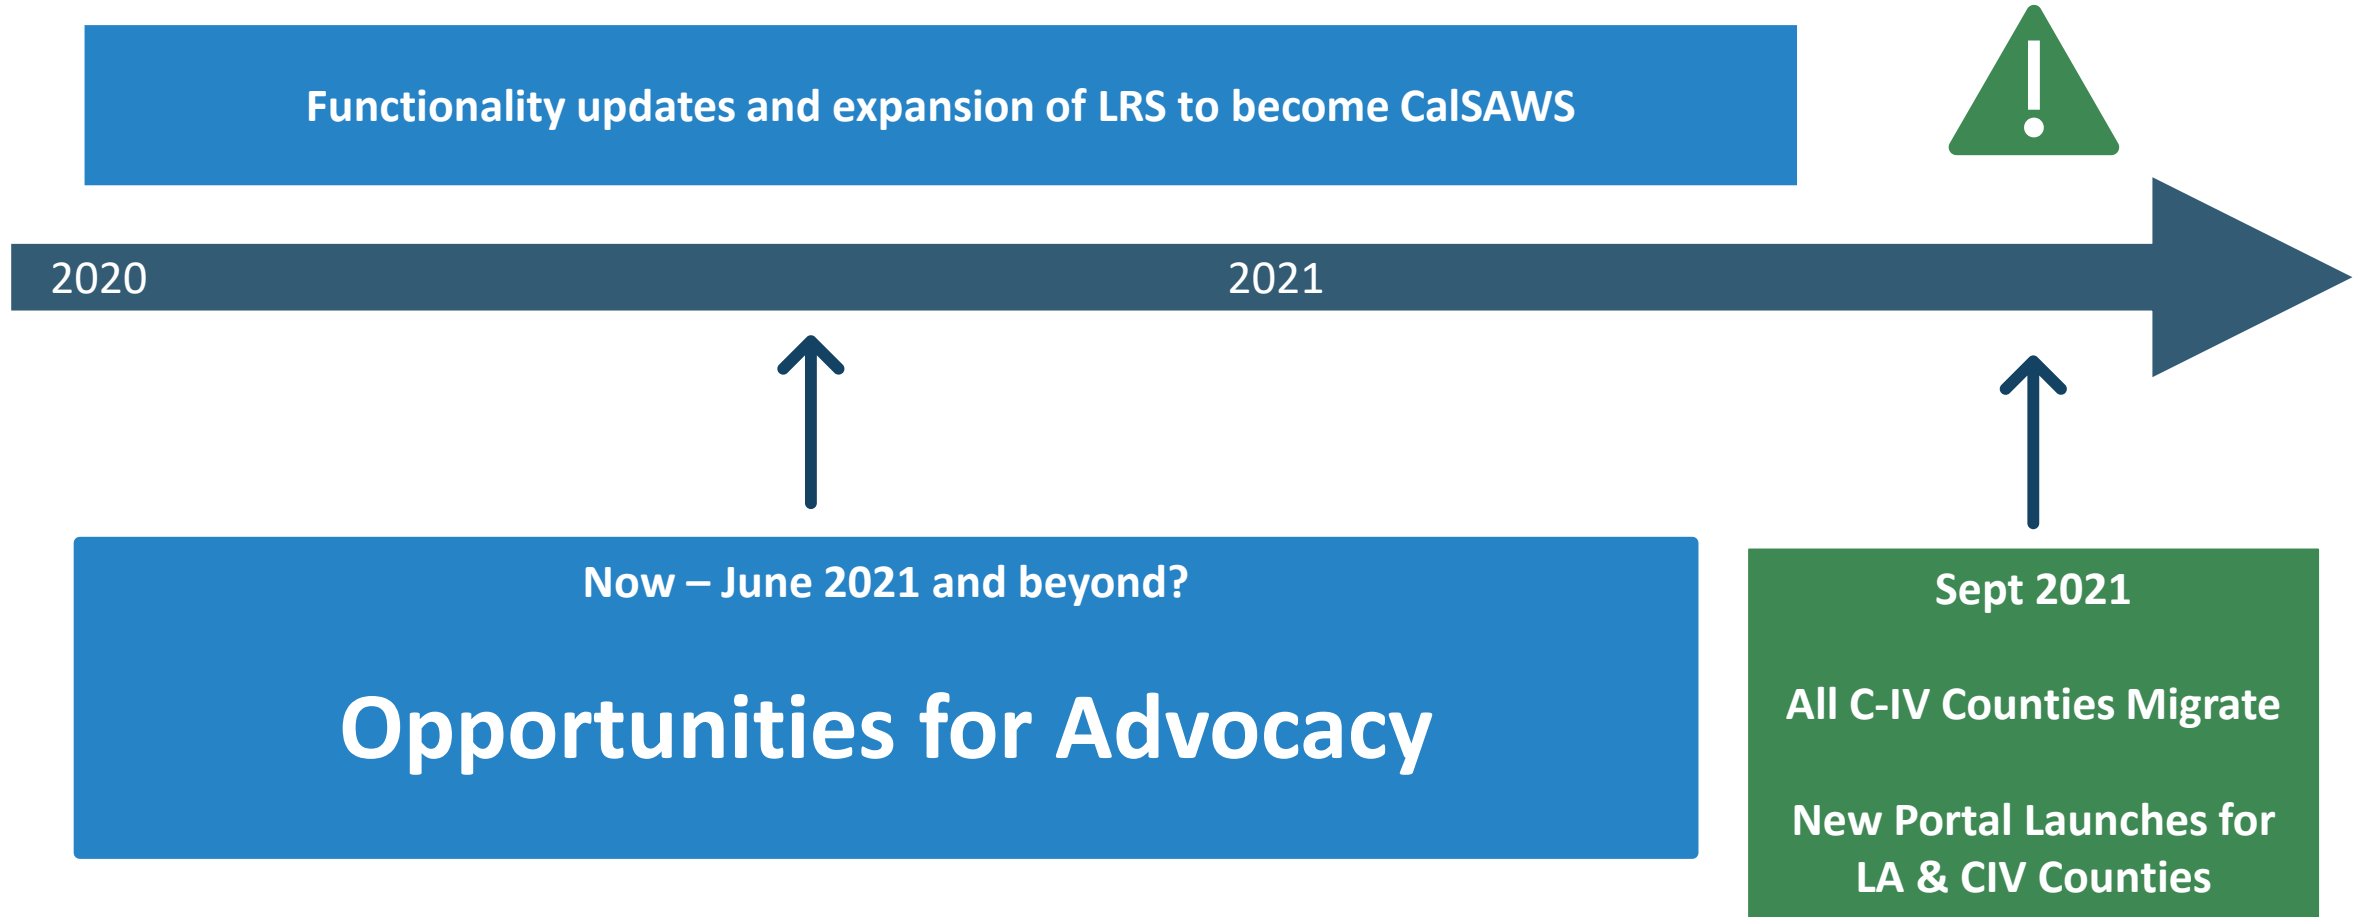 Functionality updates and expansion of LRS to become CalSAWS
2020
2021
Now – June 2021 and beyond?
Opportunities for Advocacy
Sept 2021
All C-IV Counties Migrate
New Portal Launches for
LA & CIV Counties